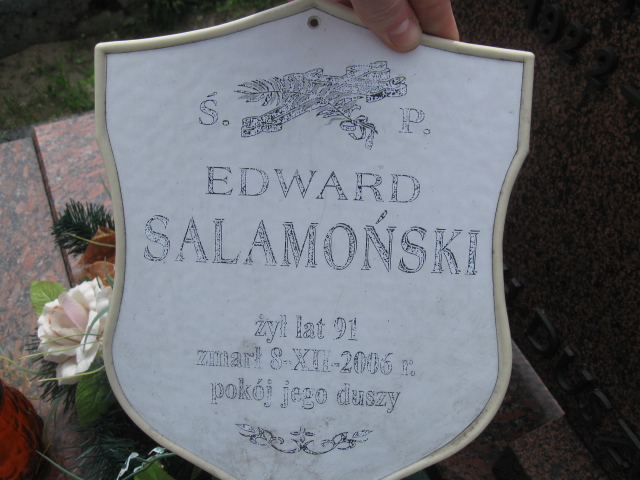 Ś. P.
EDWARD
SALAMOŃSKI
żył lat 91
zmarł 8-XII-2006 r.
pokój jego duszy